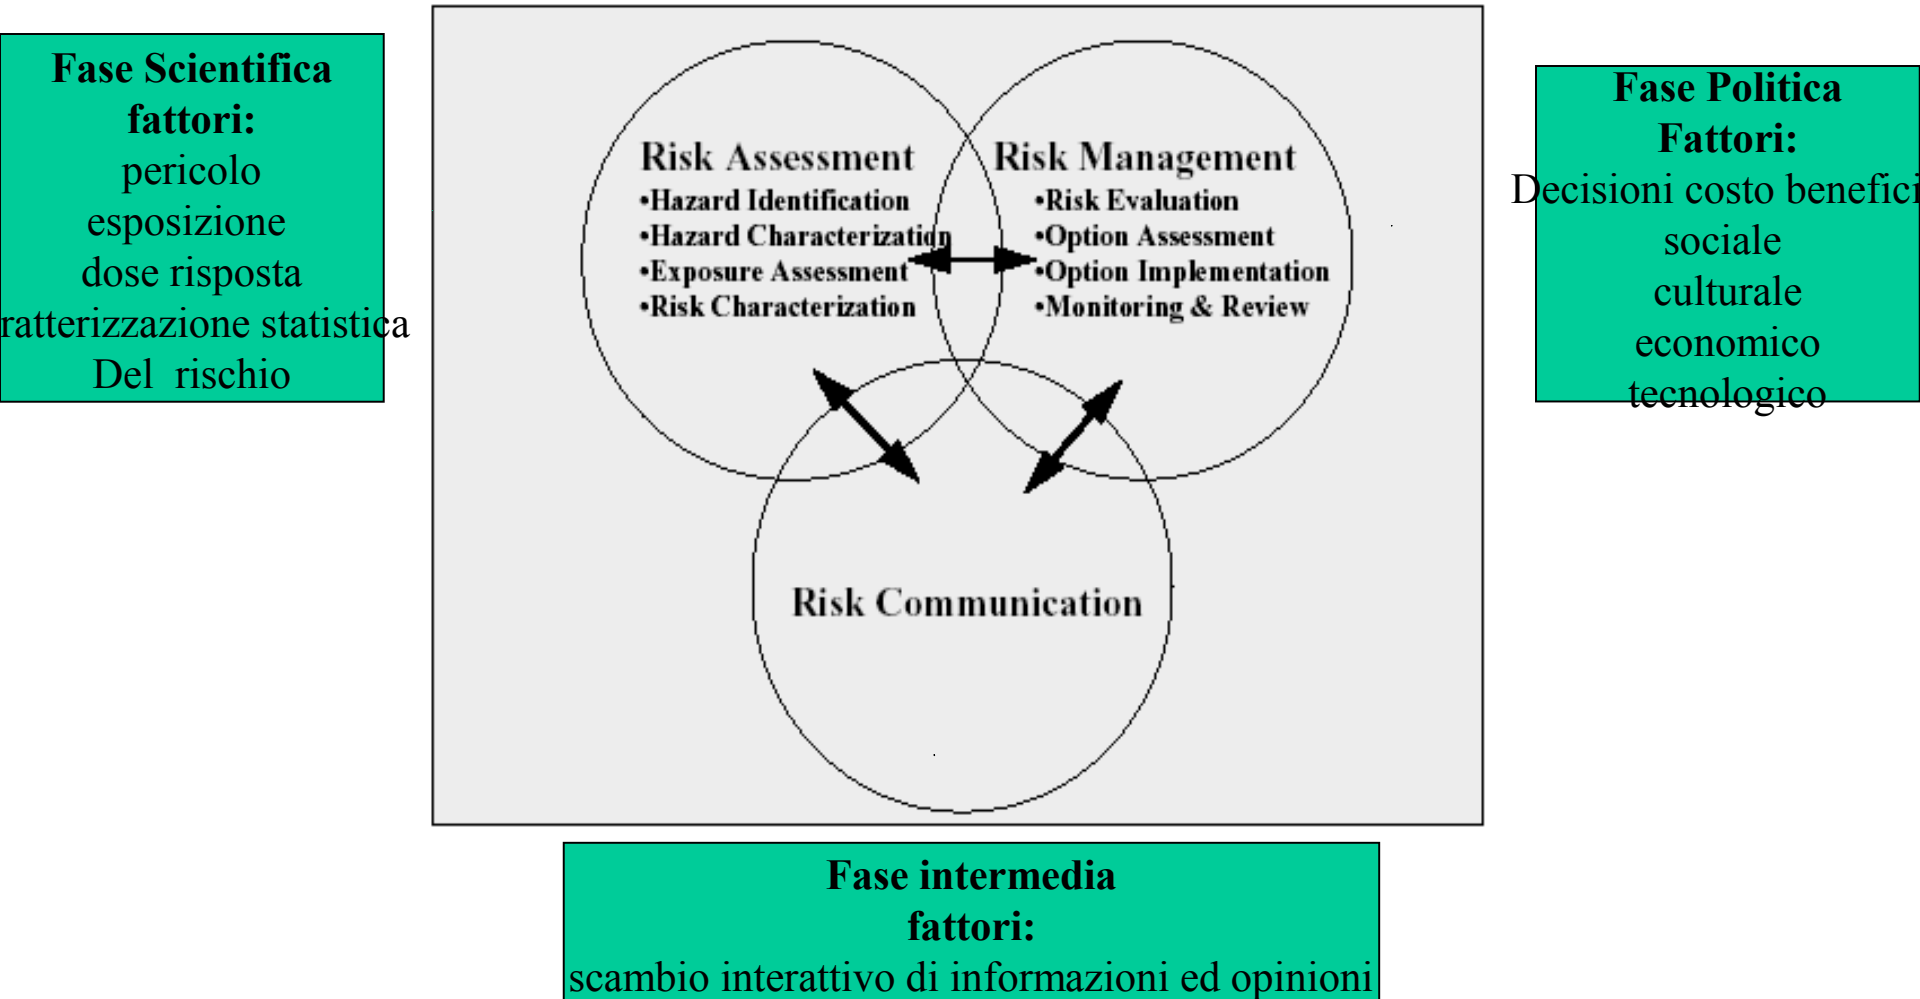 Fase Scientifica
fattori:
pericolo
esposizione
dose risposta
ratterizzazione statistica
Del rischio
Risk Assessment
•Hazard Identification
•Hazard Characterization
•Exposure Assessment
•Risk Characterization
Risk Management
•Risk Evaluation
•Option Assessment
•Option Implementation
•Monitoring & Review
Risk Communication
Fase Politica
Fattori:
Decisioni costo benefici
sociale
culturale
economico
tecnologico
Fase intermedia
fattori:
scambio interattivo di informazioni ed opinioni